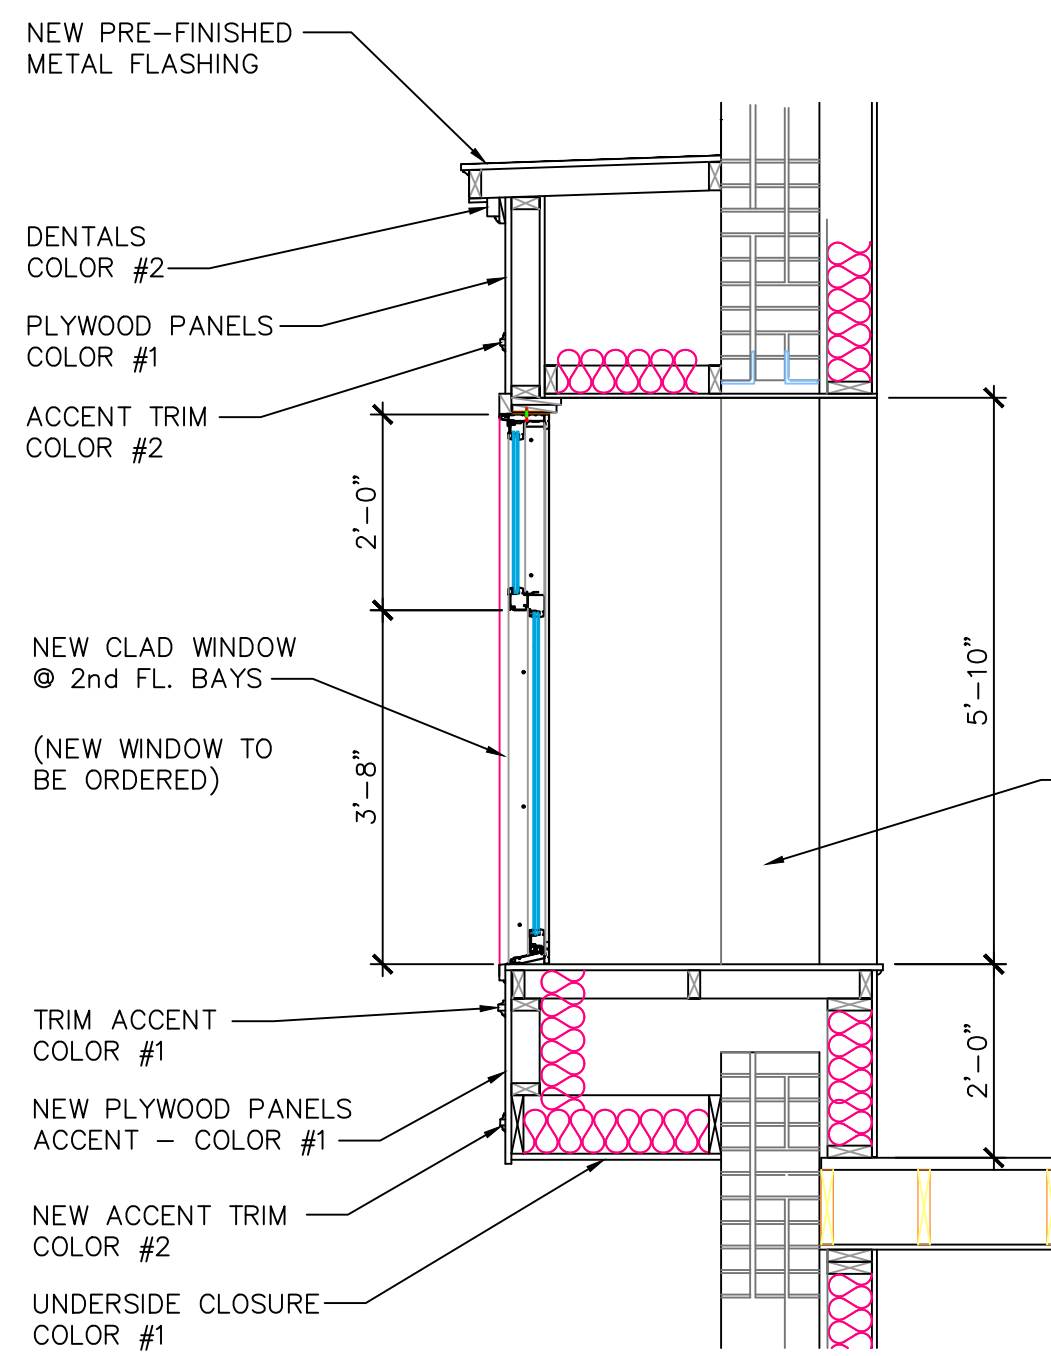 NEW PRE-FINISHED
METAL FLASHING
DENTALS
COLOR #2
PLYWOOD PANELS
COLOR #1
ACCENT TRIM
COLOR #2
2'-0"
NEW CLAD WINDOW
@ 2nd FL. BAYS
(NEW WINDOW TO
BE ORDERED)
5'-10"
3'-8"
TRIM ACCENT
COLOR #1
2'-0"
NEW PLYWOOD PANELS
ACCENT - COLOR #1
NEW ACCENT TRIM
COLOR #2
UNDERSIDE CLOSURE
COLOR #1